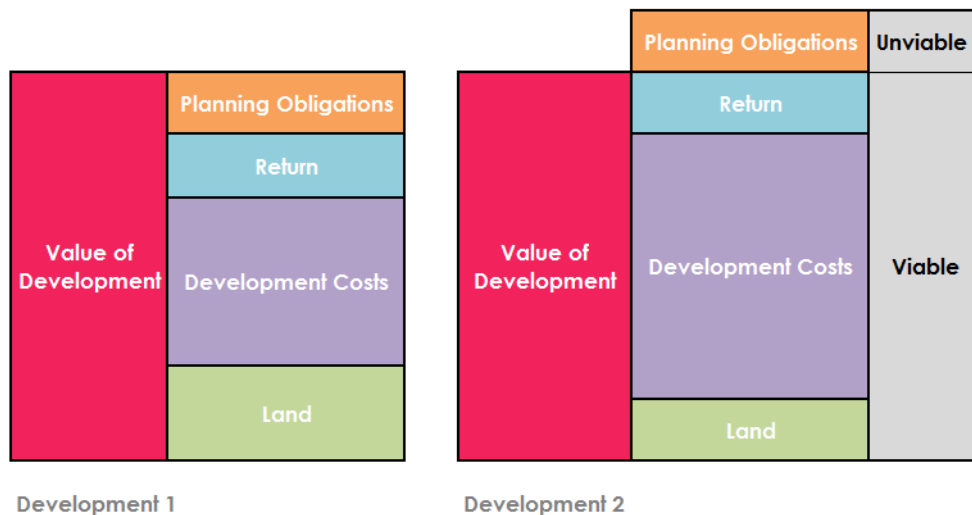 Planning Obligations
Unviable
Planning Obligations
Return
Return
Value of
Development
Development Costs
Value of
Development
Development Costs
Viable
Land
Land
Development 1
Development 2